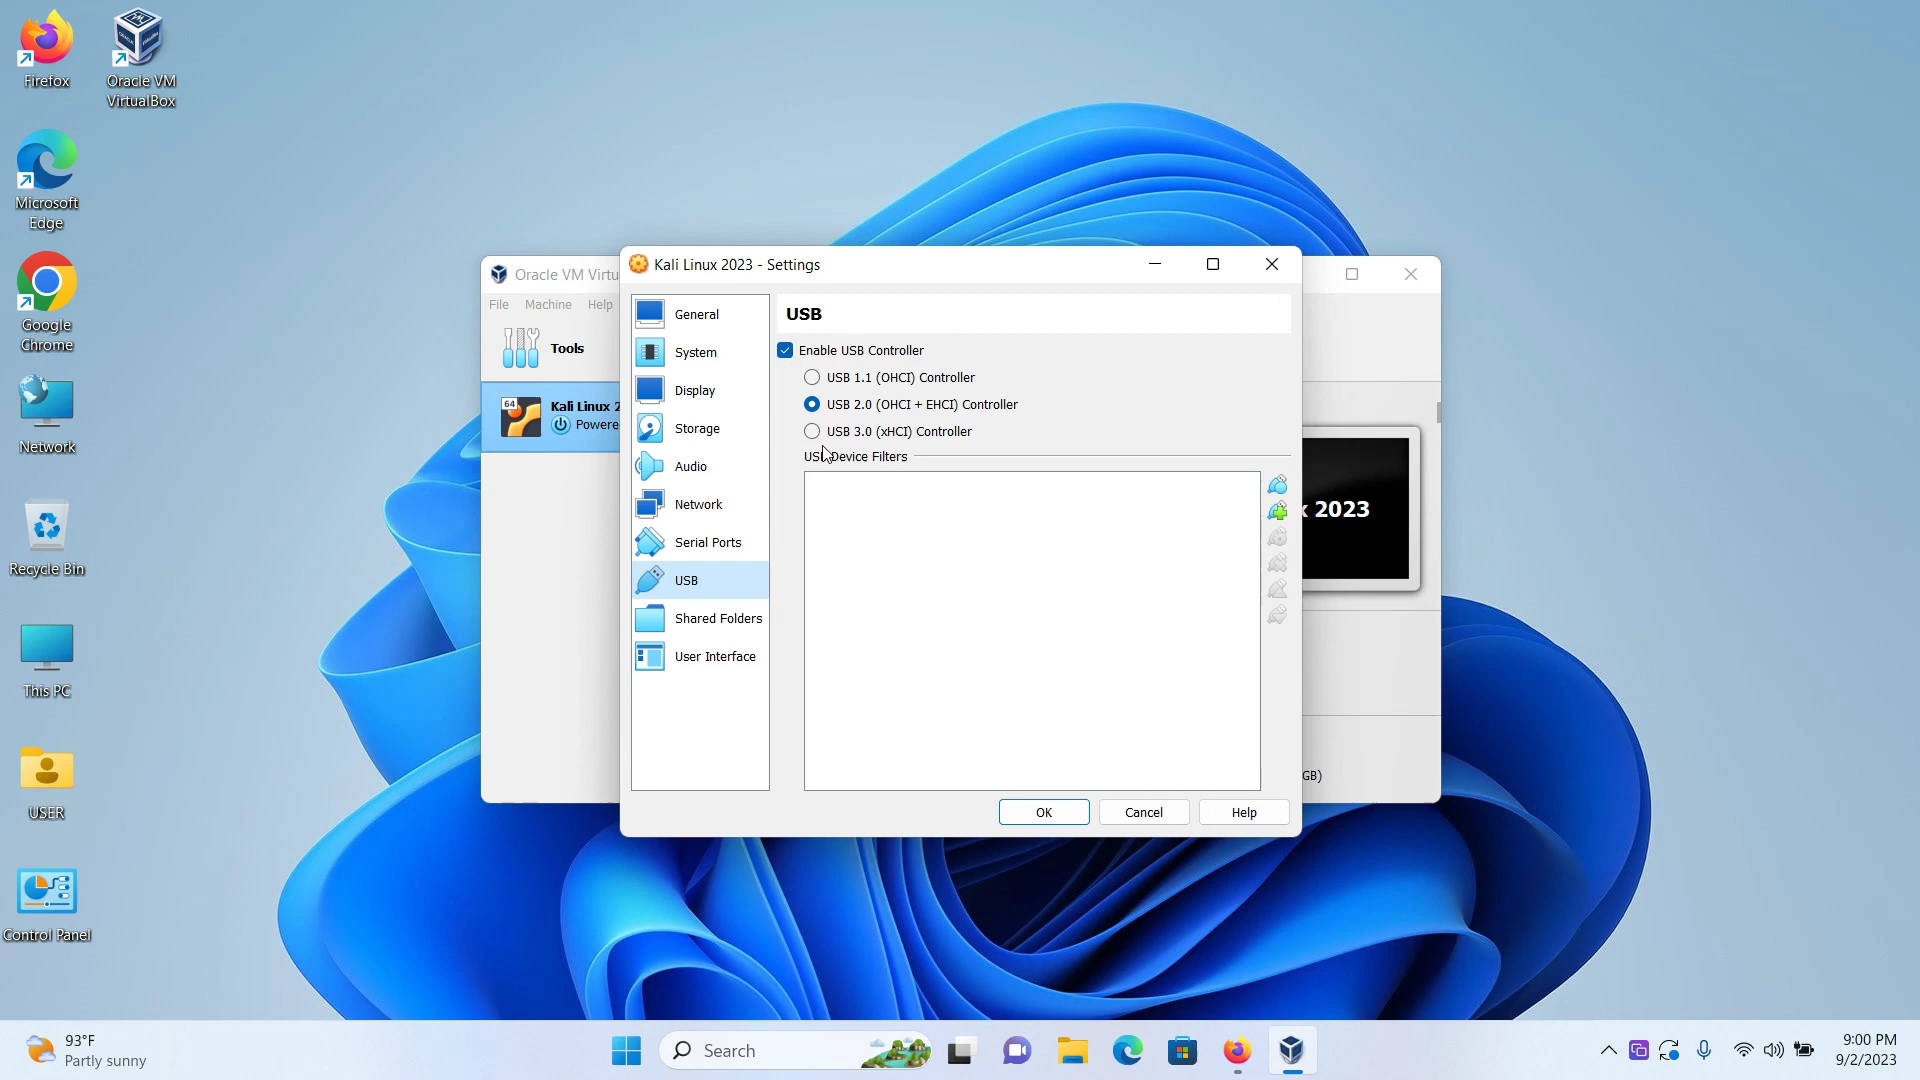 Firefox
Oracle VM
VirtualBox
Microsoft
Edge
Google
Chrome
Network
Recycle Bin
This PC
USER
Control Panel
Oracle VM Virtu
File Machine Help
Tools
64
Kali Linux 2
Powere
2023
GB)
Kali Linux 2023 - Settings
General
System
Display
Storage
Audio
Network
Serial Ports
USB
Shared Folders
User Interface
USB
Enable USB Controller
USB 1.1 (OHCI) Controller
USB 2.0 (OHCI + EHCI) Controller
USB 3.0 (xHCI) Controller
USB Device Filters
OK Cancel Help
93°F
Partly sunny
Search
9:00 PM
9/2/2023